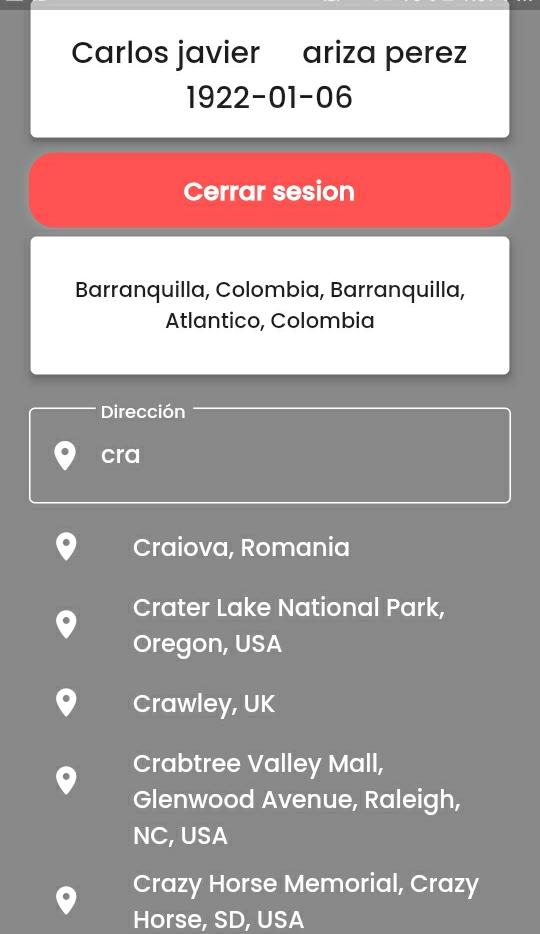 Carlos javier ariza perez
1922-01-06
Cerrar sesion
Barranquilla, Colombia, Barranquilla,
Atlantico, Colombia
Dirección
cra
Craiova, Romania
Crater Lake National Park,
Oregon, USA
Crawley, UK
Crabtree Valley Mall,
Glenwood Avenue, Raleigh,
NC, USA
Crazy Horse Memorial, Crazy
Horse, SD, USA